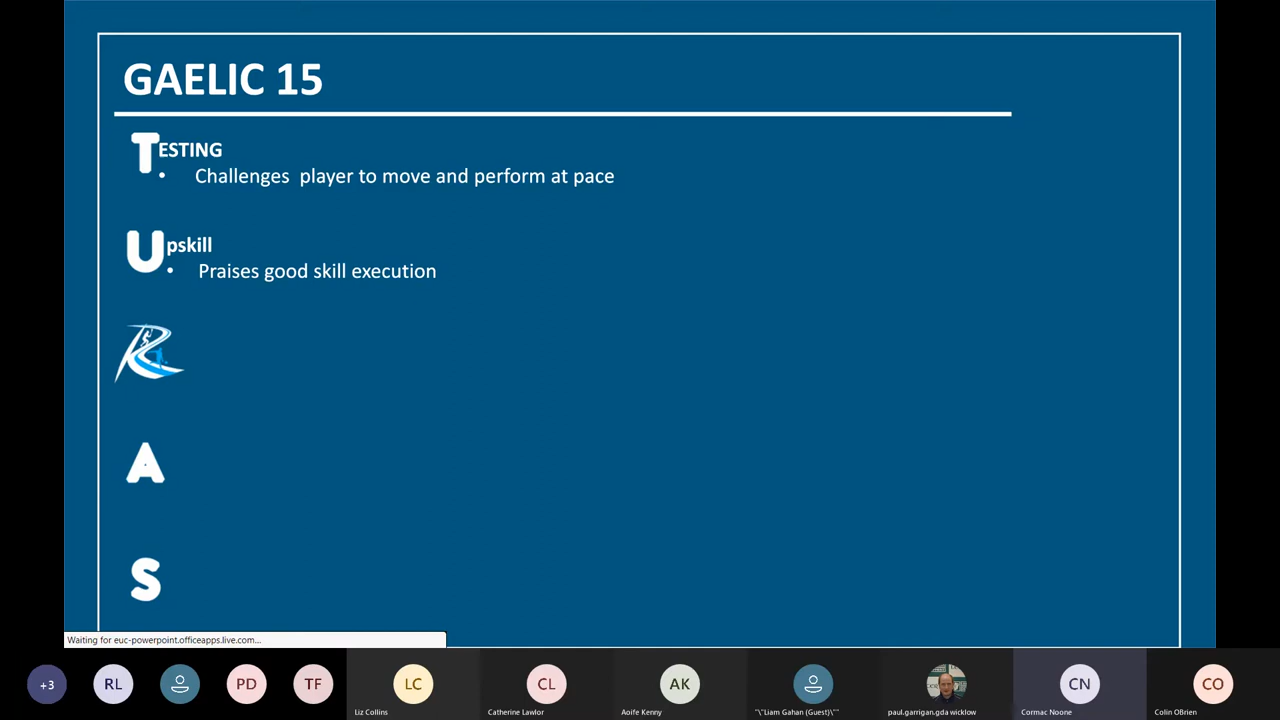 GAELIC 15
TESTING
• Challenges player to move and perform at pace
Upskill
• Praises good skill execution
R
A
S
Waiting for euc-powerpoint.officeapps.live.com...
+3
RL
PD
TF
LC
CL
AK
CN
CO
Liz Collins
Catherine Lawlor
Aoife Kenny
"\"Liam Gahan (Guest)\""
paul.garrigan.gda wicklow
Cormac Noone
Colin OBrien